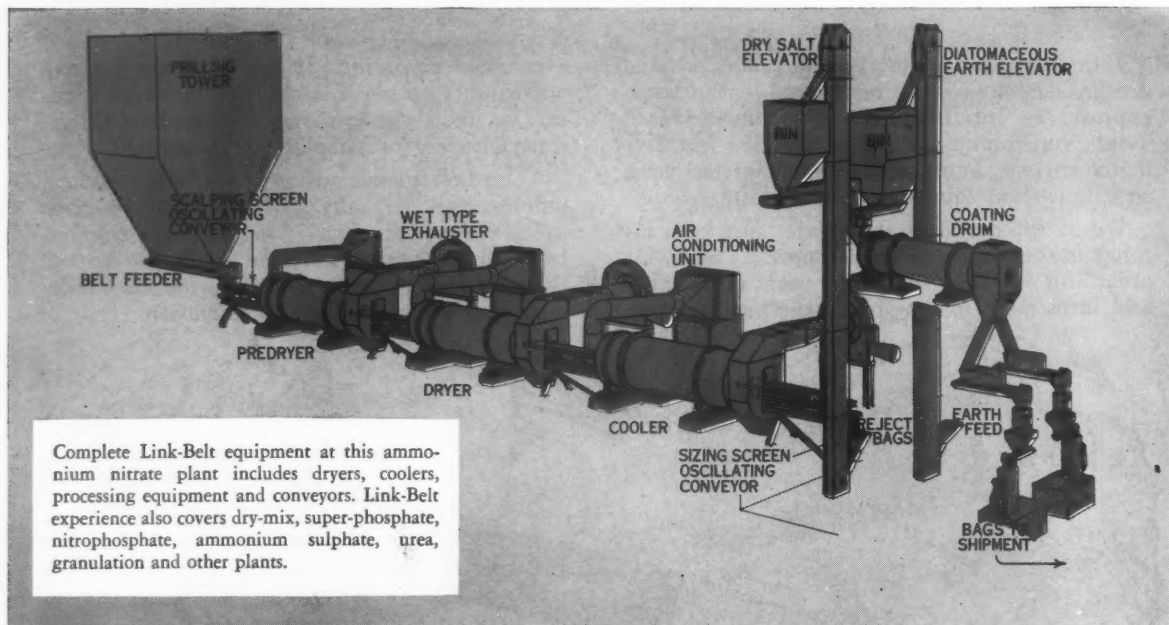 PRILLING
TOWER
SCALPING SCREEN
OSCILLATING
CONVEYOR
BELT FEEDER
PREDRYER
WET TYPE
EXHAUSTER
DRYER
AIR
CONDITIONING
UNIT
COOLER
DRY SALT
ELEVATOR
DIATOMACEOUS
EARTH ELEVATOR
BIN
BIN
COATING
DRUM
REJECT
BAGS
EARTH
FEED
SIZING SCREEN
OSCILLATING
CONVEYOR
BAGS TO
SHIPMENT
Complete Link-Belt equipment at this ammo-
nium nitrate plant includes dryers, coolers,
processing equipment and conveyors. Link-Belt
experience also covers dry-mix, super-phosphate,
nitrophosphate, ammonium sulphate, urea,
granulation and other plants.